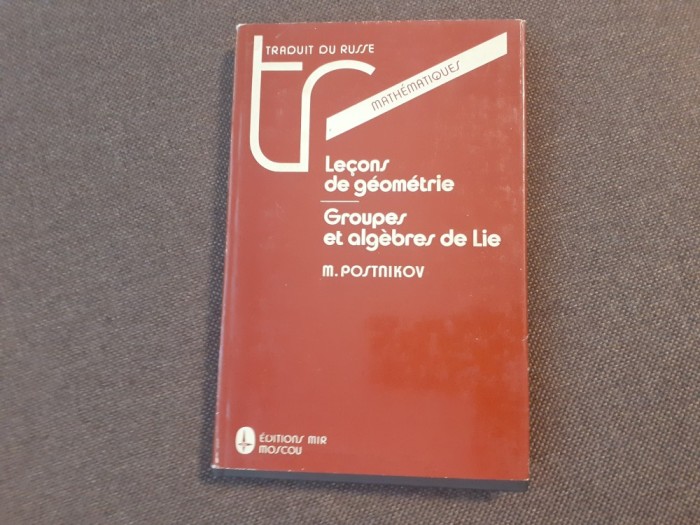 TRADUIT DU RUSSE
tr
MATHÉMATIQUES
Leçons
de géométrie
Groupes
et algèbres de Lie
M. POSTNIKOV
ÉDITIONS MIR
MOSCOU